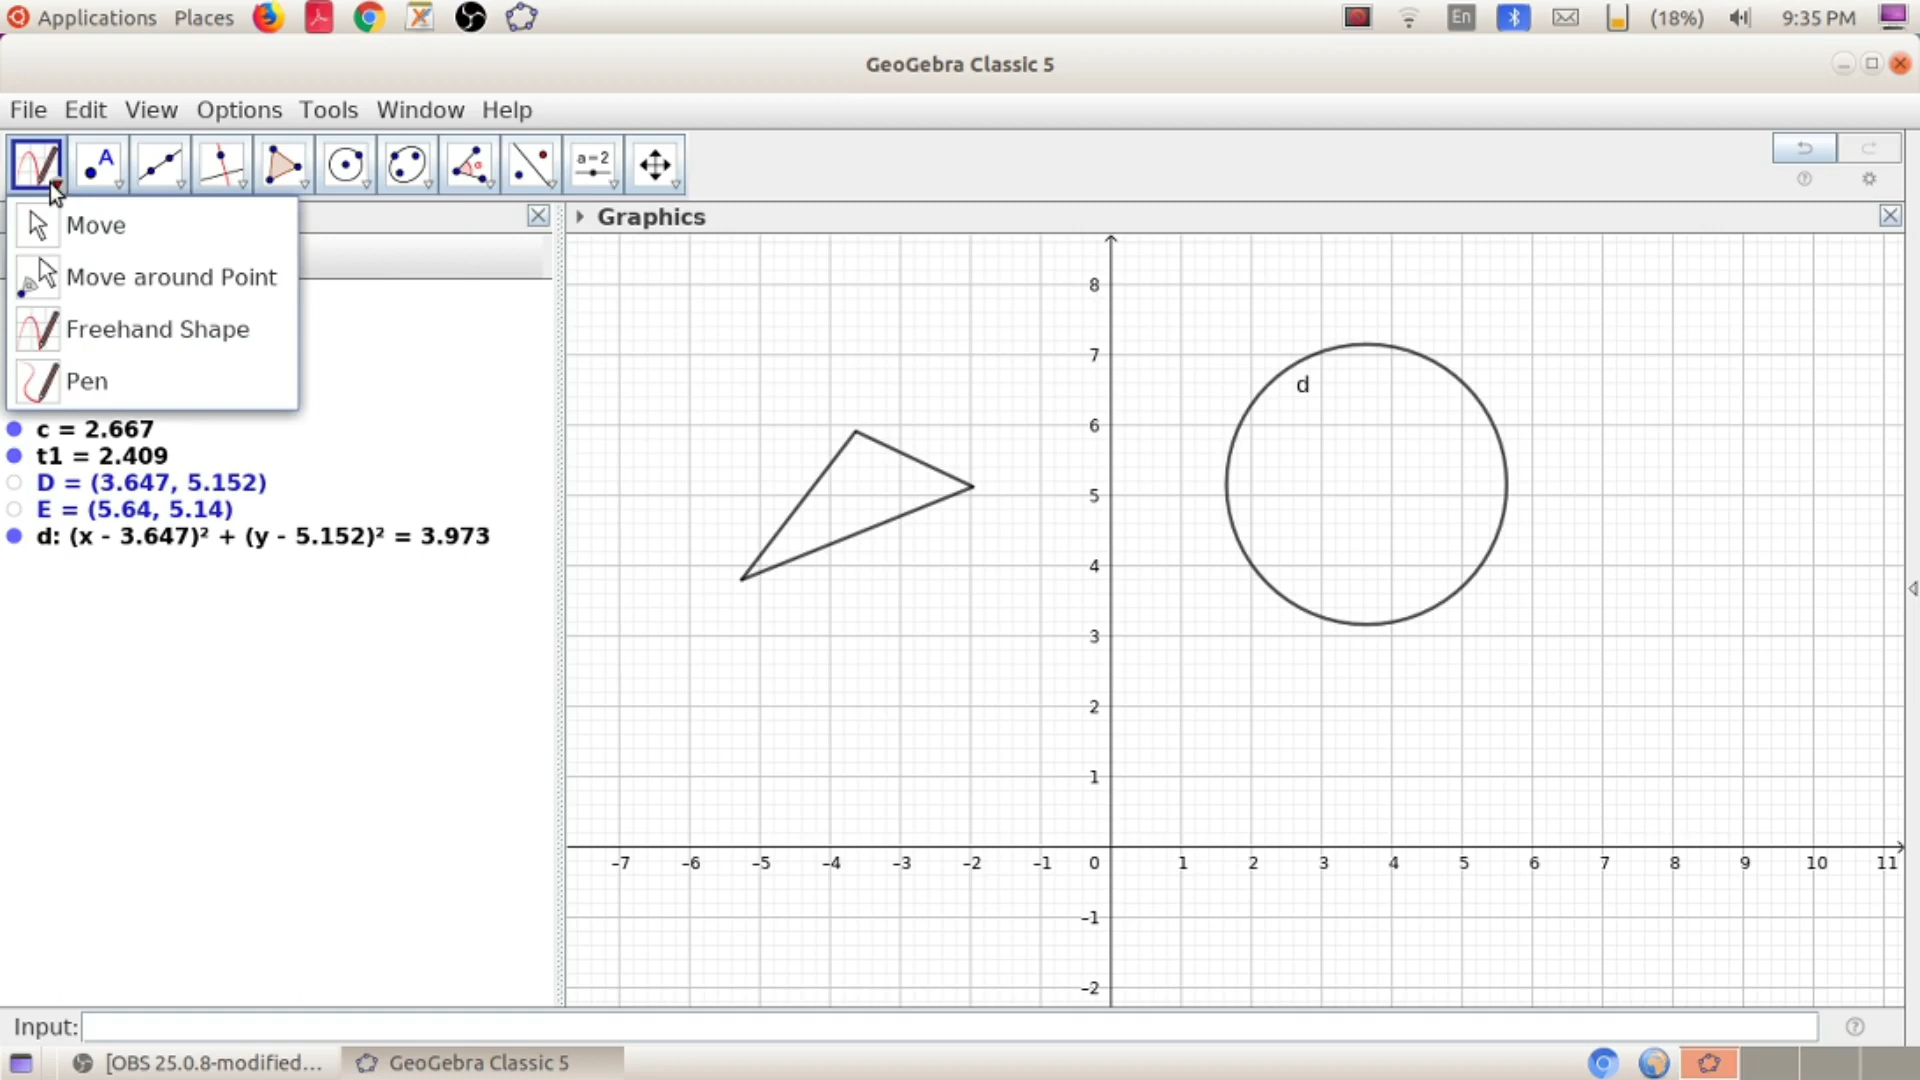 Applications Places En (18%) 9:35 PM
GeoGebra Classic 5
File Edit View Options Tools Window Help
A a=2
Move
Move around Point
Freehand Shape
Pen
c = 2.667
t1 = 2.409
D = (3.647, 5.152)
E = (5.64, 5.14)
d: (x - 3.647)² + (y - 5.152)² = 3.973
Graphics
8
7
d
6
5
4
3
2
1
-7 -6 -5 -4 -3 -2 -1 0 1 2 3 4 5 6 7 8 9 10 11
-1
-2
Input:
[OBS 25.0.8-modified... GeoGebra Classic 5